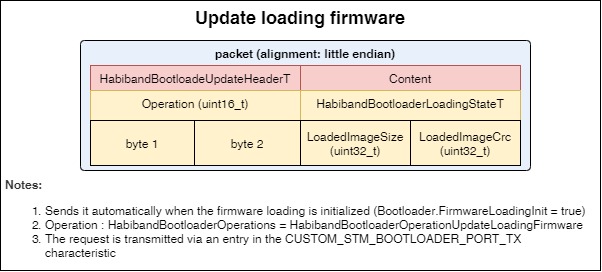 Update loading firmware
packet (alignment: little endian)
HabibandBootloadeUpdateHeaderT
Content
Operation (uint16_t)
HabibandBootloaderLoadingStateT
byte 1
byte 2
LoadedImageSize
(uint32_t)
LoadedImageCrc
(uint32_t)
Notes:
1. Sends it automatically when the firmware loading is initialized (Bootloader.FirmwareLoadingInit = true)
2. Operation : HabibandBootloaderOperations = HabibandBootloaderOperationUpdateLoadingFirmware
3. The request is transmitted via an entry in the CUSTOM_STM_BOOTLOADER_PORT_TX
characteristic